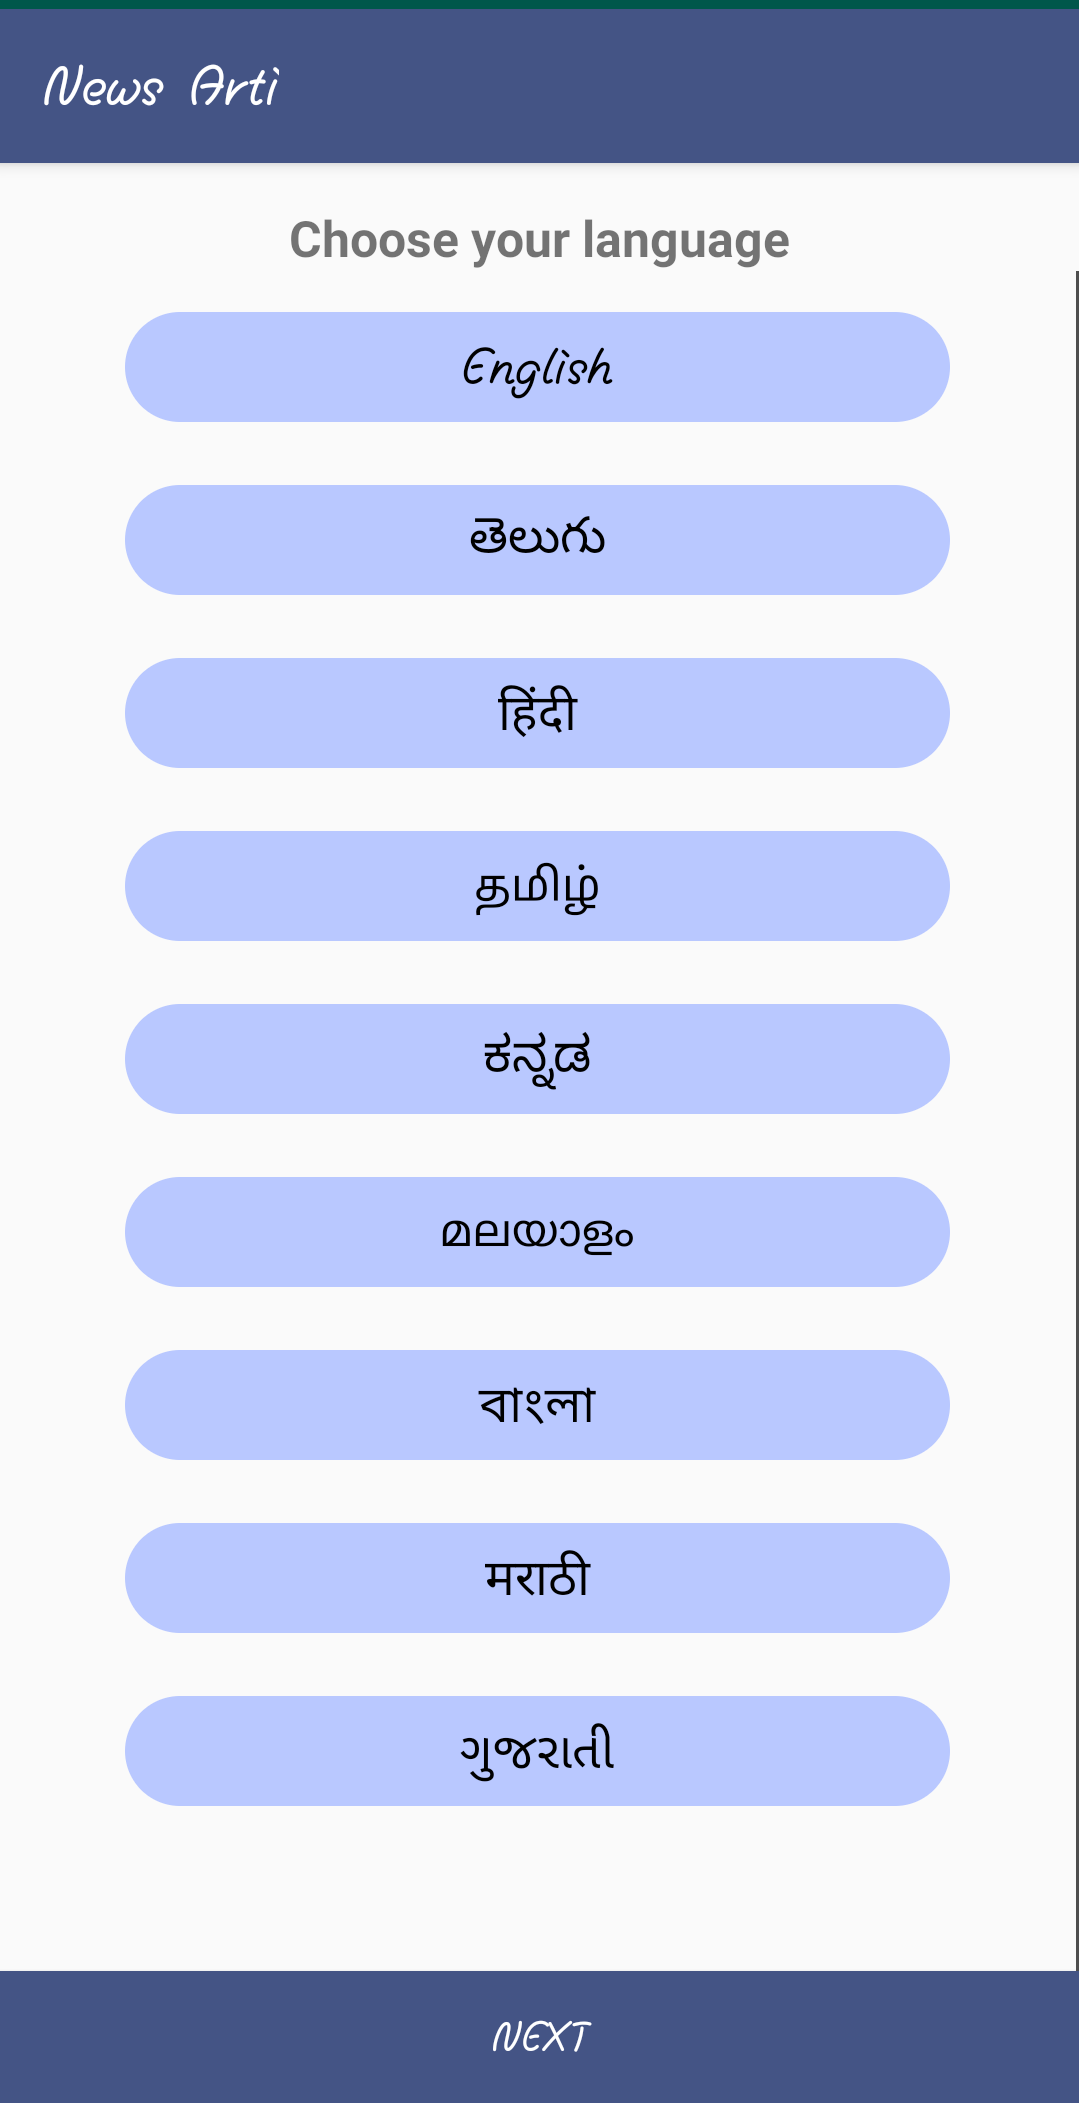 News Arti
Choose your language
English
తెలుగు
हिंदी
தமிழ்
ಕನ್ನಡ
മലയാളം
বাংলা
मराठी
ગુજરાતી
NEXT